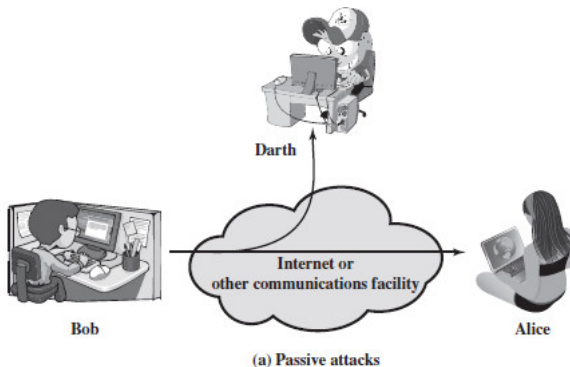 Darth
Internet or
other communications facility
Bob
Alice
(a) Passive attacks